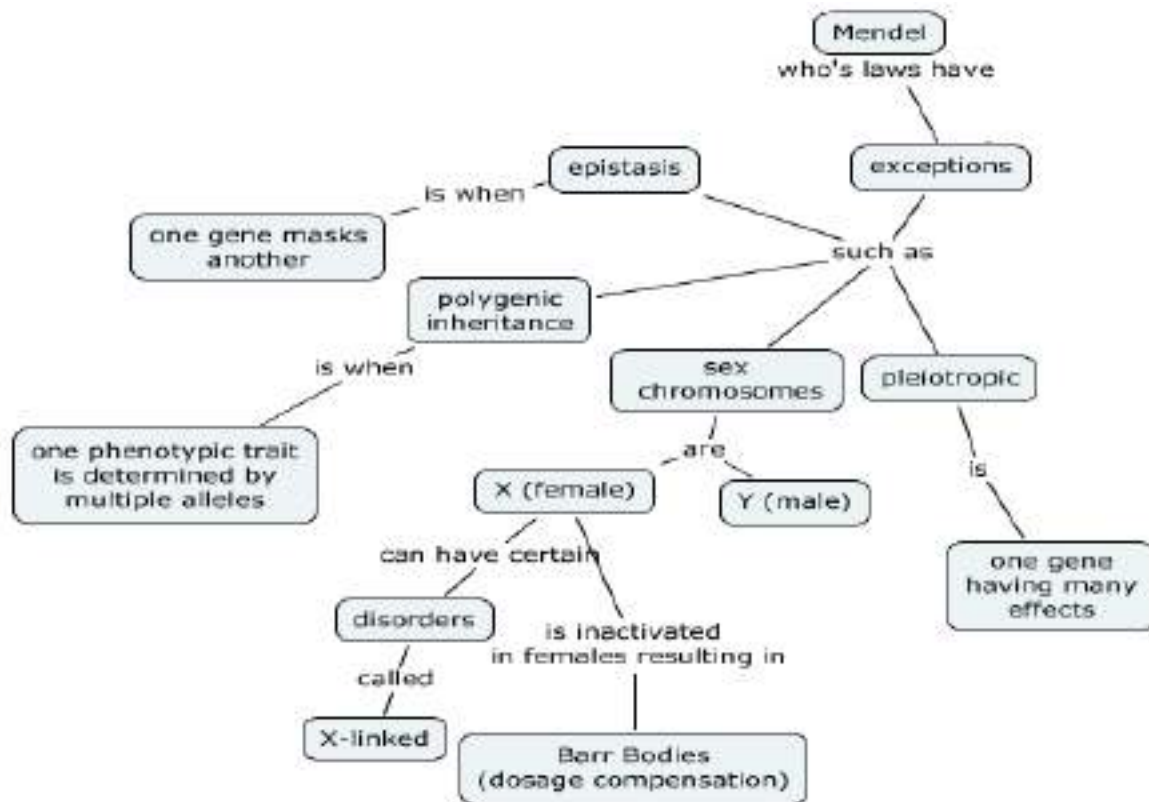 Mendel
who's laws have
exceptions
epistasis
is when
one gene masks
another
such as
polygenic
inheritance
is when
one phenotypic trait
is determined by
multiple alleles
sex
chromosomes
pleiotropic
are
is
X (female)
Y (male)
can have certain
one gene
having many
effects
disorders
is inactivated
in females resulting in
called
X-linked
Barr Bodies
(dosage compensation)